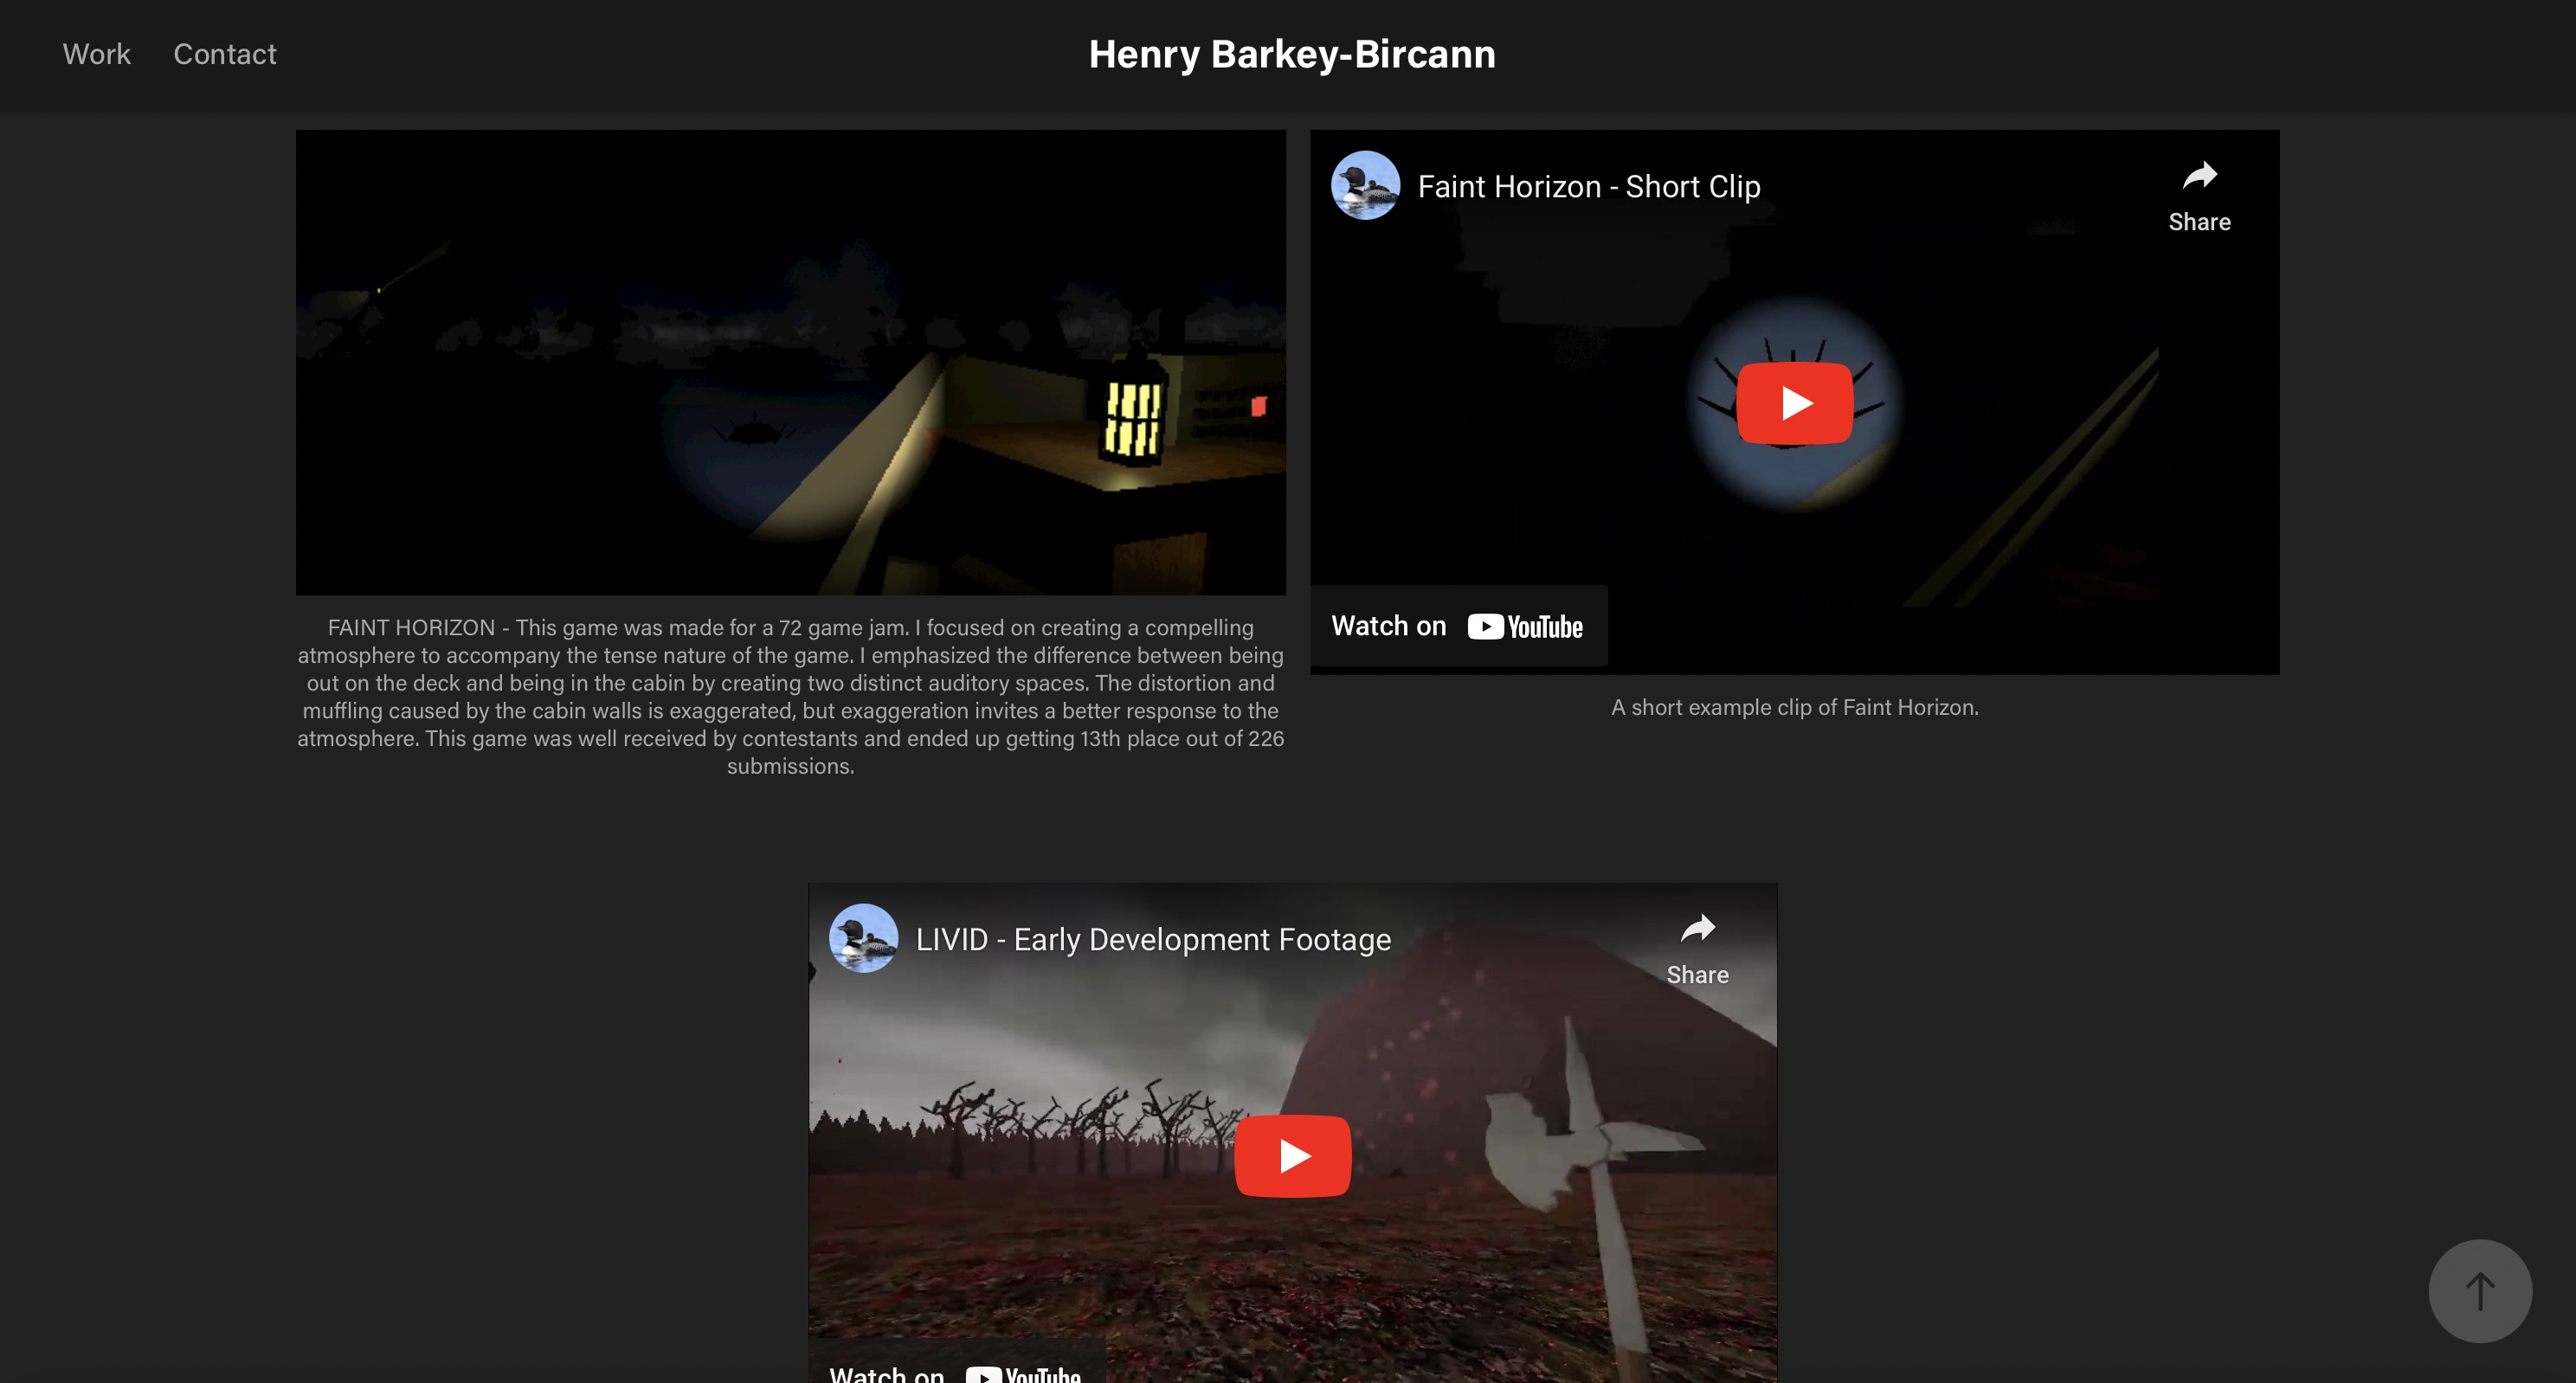 Work Contact Henry Barkey-Bircann
Faint Horizon - Short Clip
Share
Watch on YouTube
FAINT HORIZON - This game was made for a 72 game jam. I focused on creating a compelling
atmosphere to accompany the tense nature of the game. I emphasized the difference between being
out on the deck and being in the cabin by creating two distinct auditory spaces. The distortion and
muffling caused by the cabin walls is exaggerated, but exaggeration invites a better response to the
atmosphere. This game was well received by contestants and ended up getting 13th place out of 226
submissions.
A short example clip of Faint Horizon.
LIVID - Early Development Footage
Share
Watch on YouTube